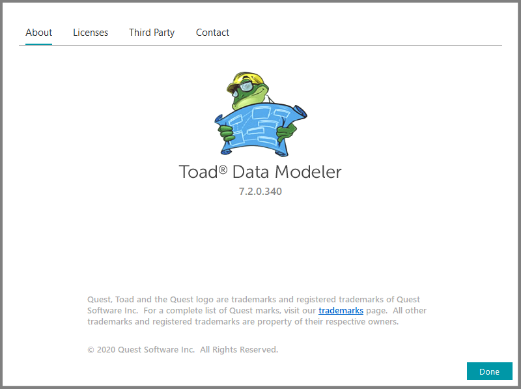 About Licenses Third Party Contact
Toad® Data Modeler
7.2.0.340
Quest, Toad and the Quest logo are trademarks and registered trademarks of Quest
Software Inc. For a complete list of Quest marks, visit our trademarks page. All other
trademarks and registered trademarks are property of their respective owners.
© 2020 Quest Software Inc. All Rights Reserved.
Done